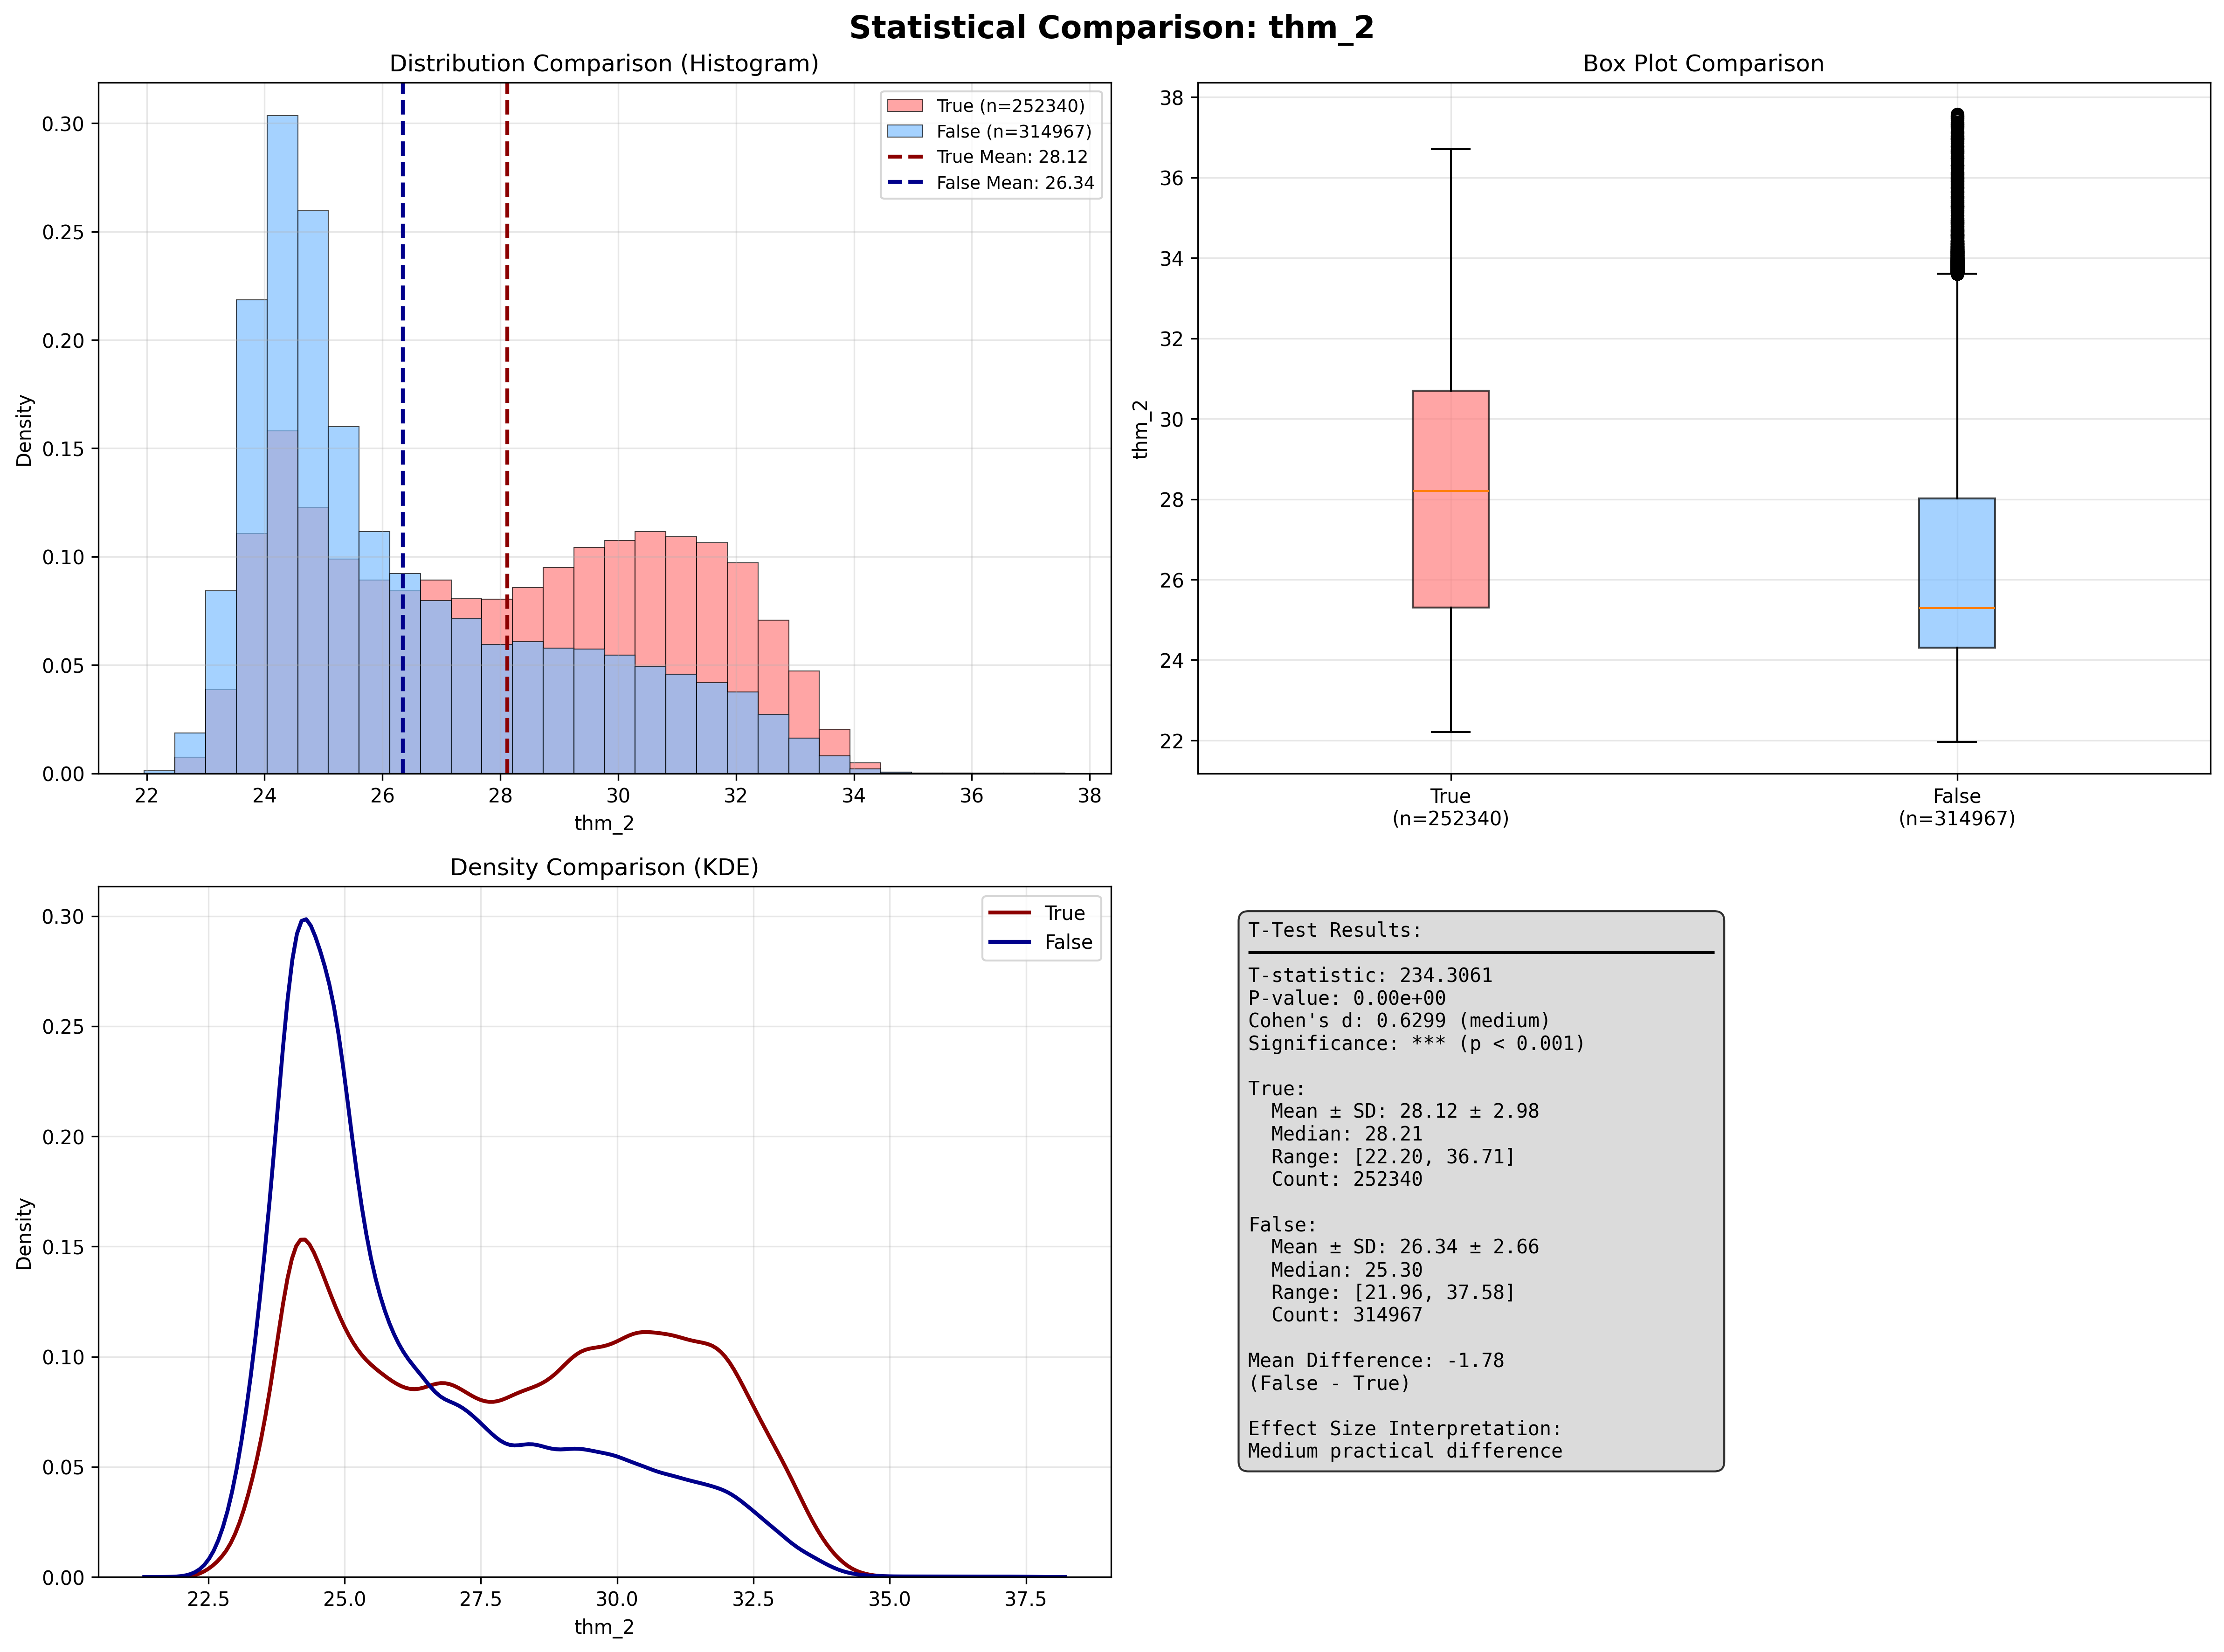 Statistical Comparison: thm_2
Distribution Comparison (Histogram)
Density
0.30
0.25
0.20
0.15
0.10
0.05
0.00
22 24 26 28 30 32 34 36 38
thm_2
True (n=252340)
False (n=314967)
True Mean: 28.12
False Mean: 26.34
Box Plot Comparison
thm_2
38
36
34
32
30
28
26
24
22
True
(n=252340)
False
(n=314967)
Density Comparison (KDE)
Density
0.30
0.25
0.20
0.15
0.10
0.05
0.00
22.5 25.0 27.5 30.0 32.5 35.0 37.5
thm_2
True
False
T-Test Results:
T-statistic: 234.3061
P-value: 0.00e+00
Cohen's d: 0.6299 (medium)
Significance: *** (p < 0.001)
True:
Mean ± SD: 28.12 ± 2.98
Median: 28.21
Range: [22.20, 36.71]
Count: 252340
False:
Mean ± SD: 26.34 ± 2.66
Median: 25.30
Range: [21.96, 37.58]
Count: 314967
Mean Difference: -1.78
(False - True)
Effect Size Interpretation:
Medium practical difference